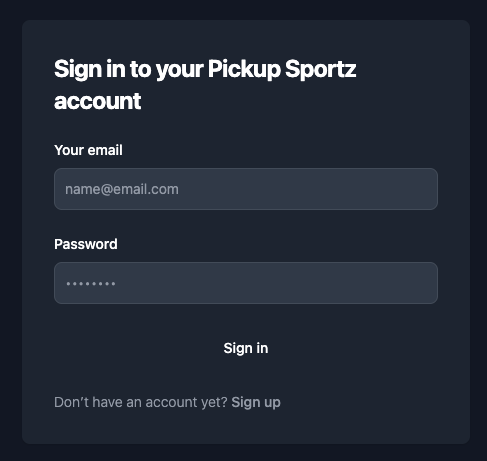 Sign in to your Pickup Sportz
account
Your email
name@email.com
Password
••••••••
Sign in
Don’t have an account yet? Sign up